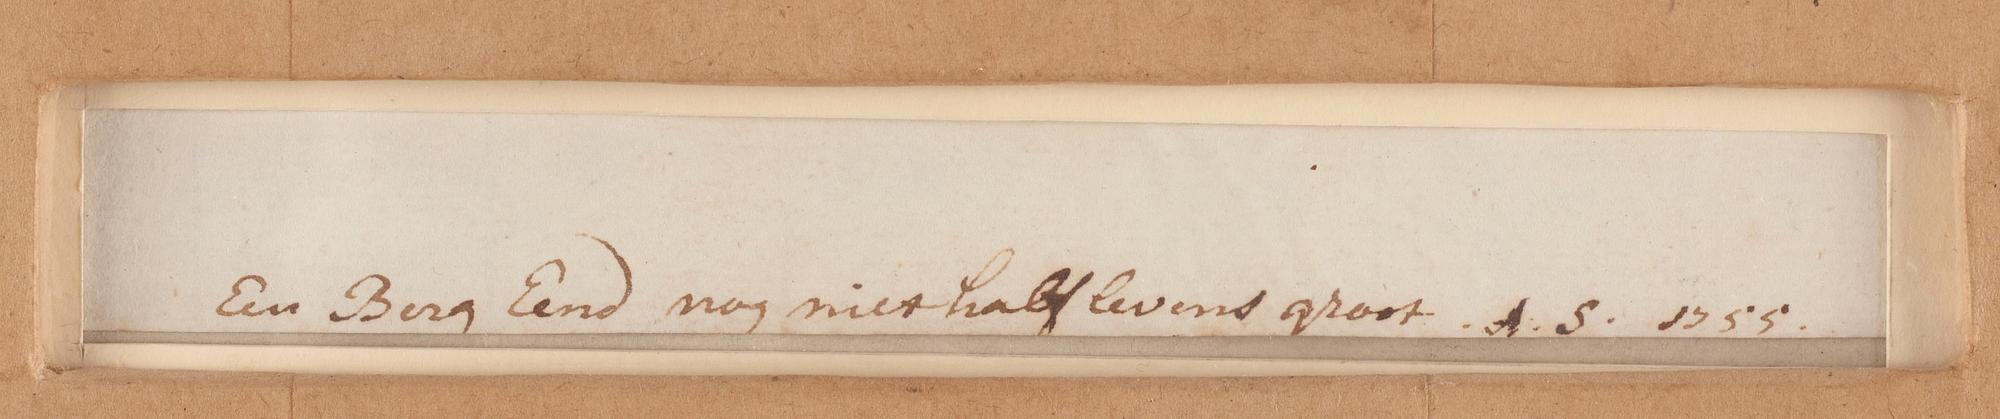 Een Berg Eend nog niet half levens groot. A. S. 1755.